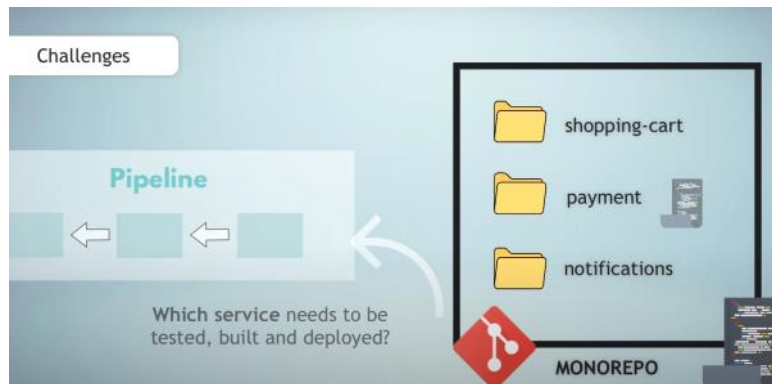 Challenges
Pipeline
Which service needs to be
tested, built and deployed?
shopping-cart
payment
notifications
MONOREPO